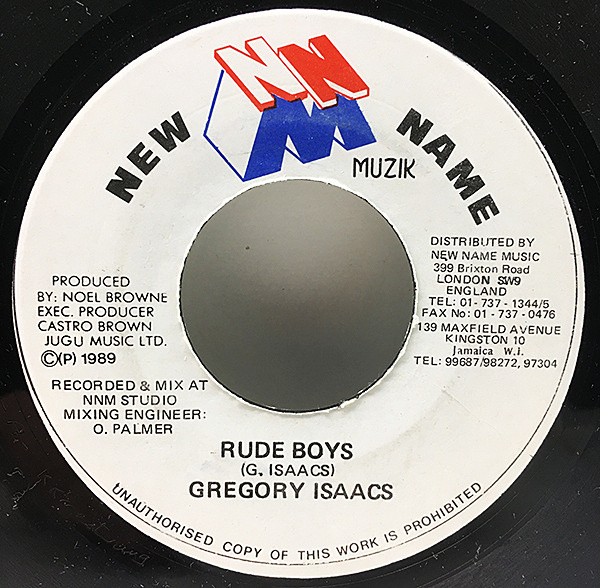 NNM
NEW NAME
MUZIK
PRODUCED
BY: NOEL BROWNE
EXEC. PRODUCER
CASTRO BROWN
JUGU MUSIC LTD.
©(P) 1989
RECORDED & MIX AT
NNM STUDIO
MIXING ENGINEER:
O. PALMER
DISTRIBUTED BY
NEW NAME MUSIC
399 Brixton Road
LONDON SW9
ENGLAND
TEL: 01 - 737 - 1344/5
FAX No: 01 - 737 - 0476
139 MAXFIELD AVENUE
KINGSTON 10
Jamaica W.i.
TEL: 99687/98272, 97304
RUDE BOYS
(G. ISAACS)
GREGORY ISAACS
UNAUTHORISED COPY OF THIS WORK IS PROHIBITED